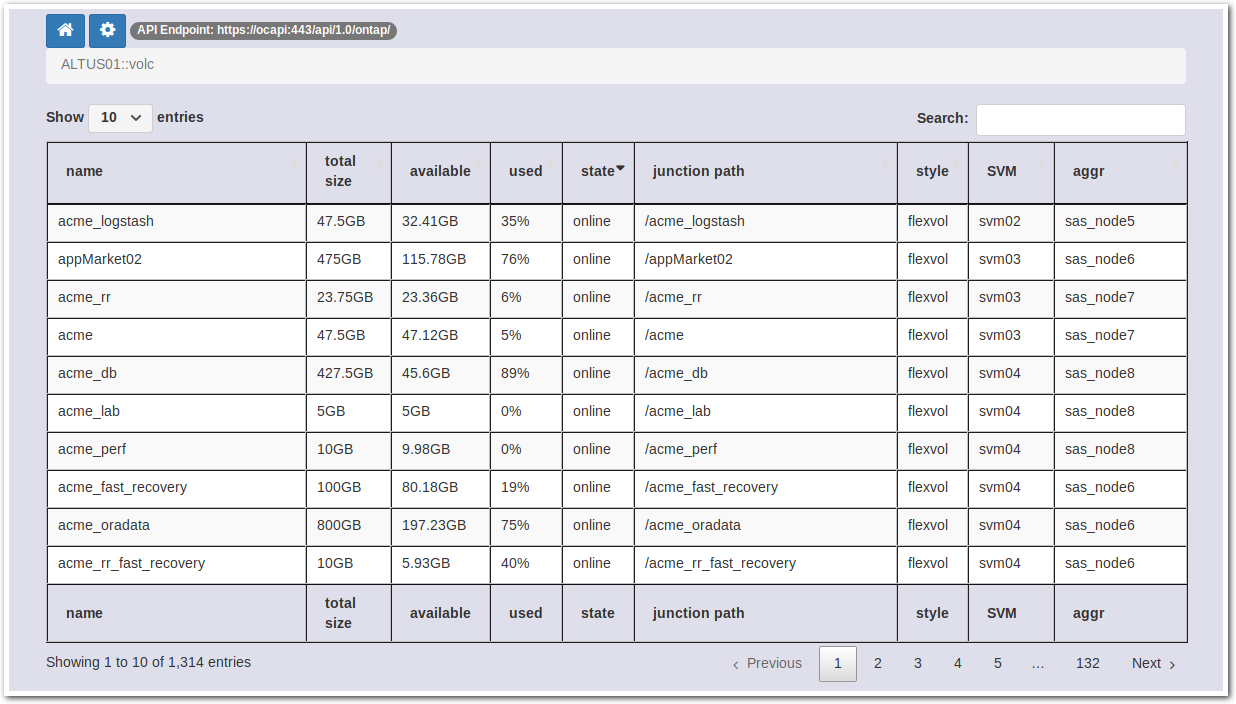 API Endpoint: https://ocapi:443/api/1.0/ontap/
ALTUS01::volc
Show 10 entries Search:
name total size available used state junction path style SVM aggr
acme_logstash 47.5GB 32.41GB 35% online /acme_logstash flexvol svm02 sas_node5
appMarket02 475GB 115.78GB 76% online /appMarket02 flexvol svm03 sas_node6
acme_rr 23.75GB 23.36GB 6% online /acme_rr flexvol svm03 sas_node7
acme 47.5GB 47.12GB 5% online /acme flexvol svm03 sas_node7
acme_db 427.5GB 45.6GB 89% online /acme_db flexvol svm04 sas_node8
acme_lab 5GB 5GB 0% online /acme_lab flexvol svm04 sas_node8
acme_perf 10GB 9.98GB 0% online /acme_perf flexvol svm04 sas_node8
acme_fast_recovery 100GB 80.18GB 19% online /acme_fast_recovery flexvol svm04 sas_node6
acme_oradata 800GB 197.23GB 75% online /acme_oradata flexvol svm04 sas_node6
acme_rr_fast_recovery 10GB 5.93GB 40% online /acme_rr_fast_recovery flexvol svm04 sas_node6
name total size available used state junction path style SVM aggr
Showing 1 to 10 of 1,314 entries ‹ Previous 1 2 3 4 5 … 132 Next ›